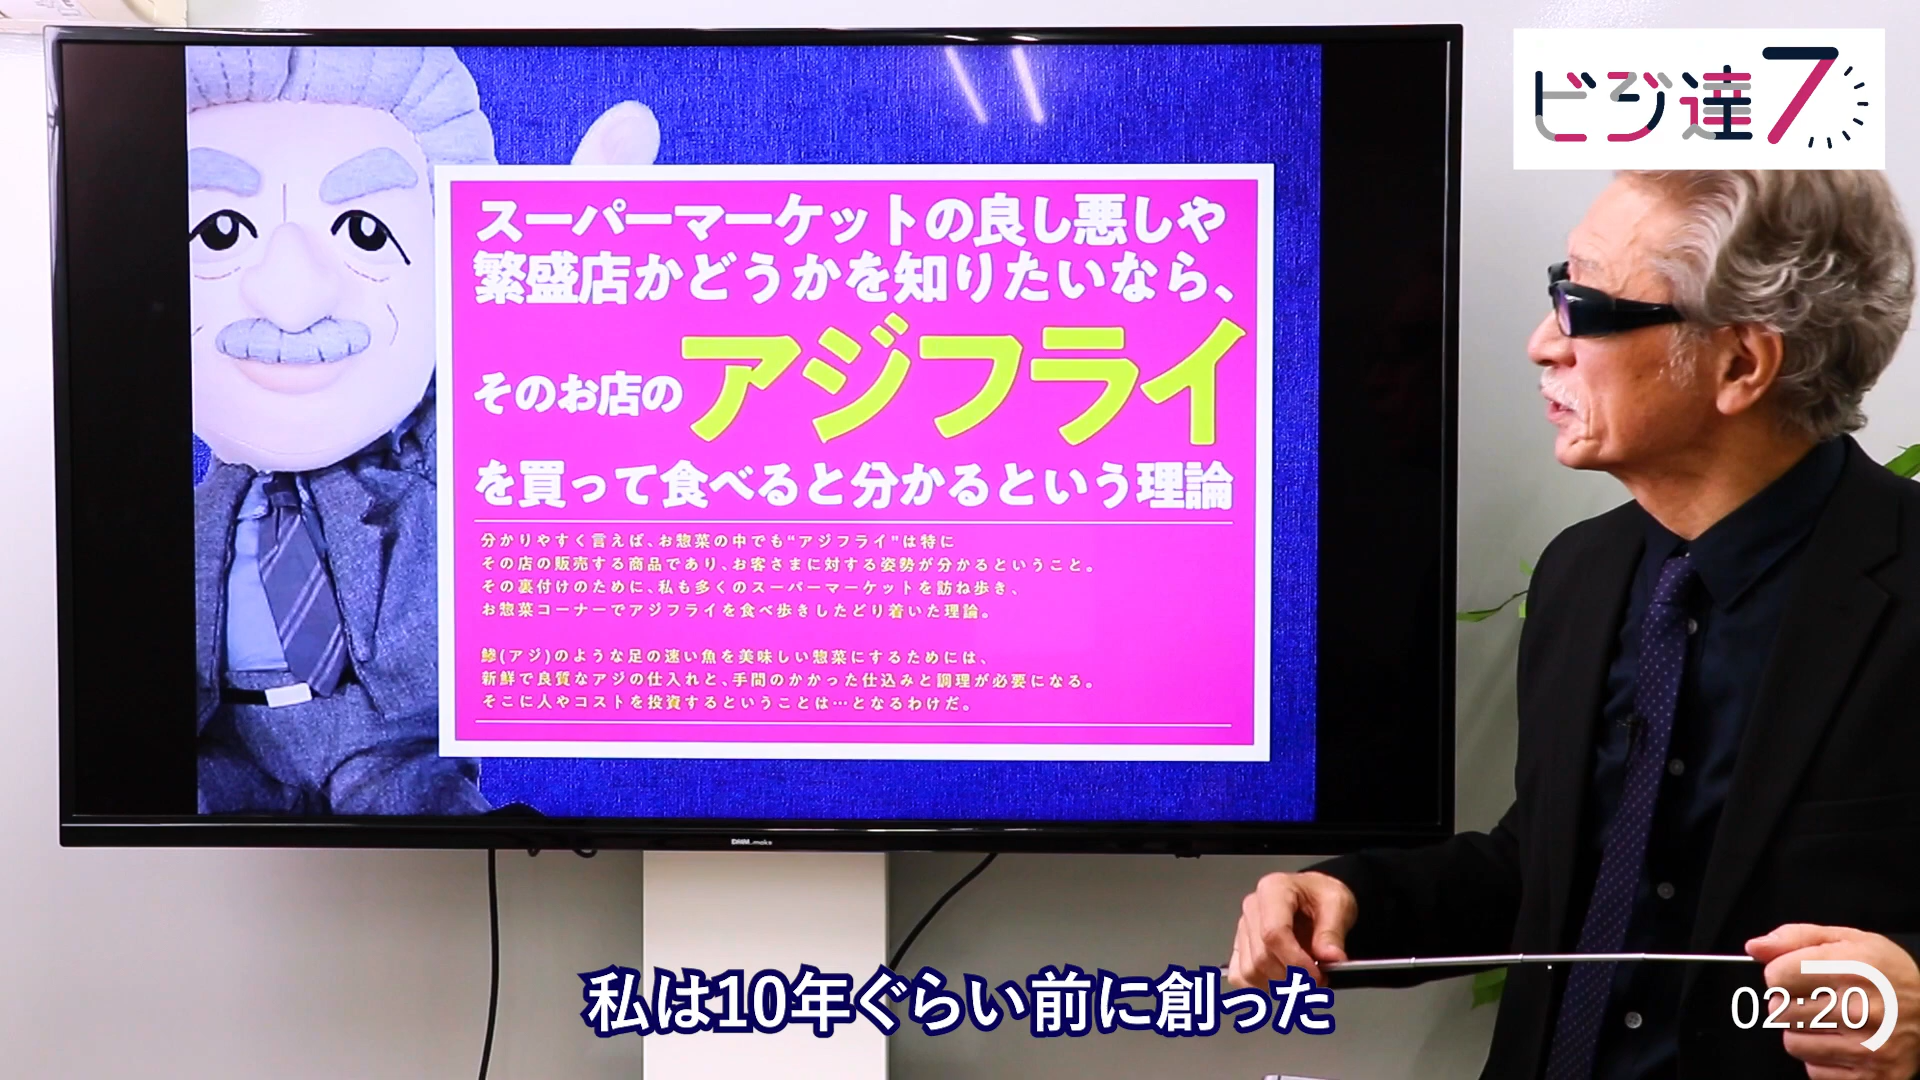 ビジ達7
スーパーマーケットの良し悪しや
繁盛店かどうかを知りたいなら、
そのお店のアジフライ
を買って食べると分かるという理論
分かりやすく言えば、お惣菜の中でも“アジフライ”は特に
その店の販売する商品であり、お客さまに対する姿勢が分かるということ。
その裏付けのために、私も多くのスーパーマーケットを訪ね歩き、
お惣菜コーナーでアジフライを食べ歩きしたどり着いた理論。
鯵(アジ)のような足の速い魚を美味しい惣菜にするためには、
新鮮で良質なアジの仕入れと、手間のかかった仕込みと調理が必要になる。
そこに人やコストを投資するということは…となるわけだ。
DMM.make
私は10年ぐらい前に創った
02:20